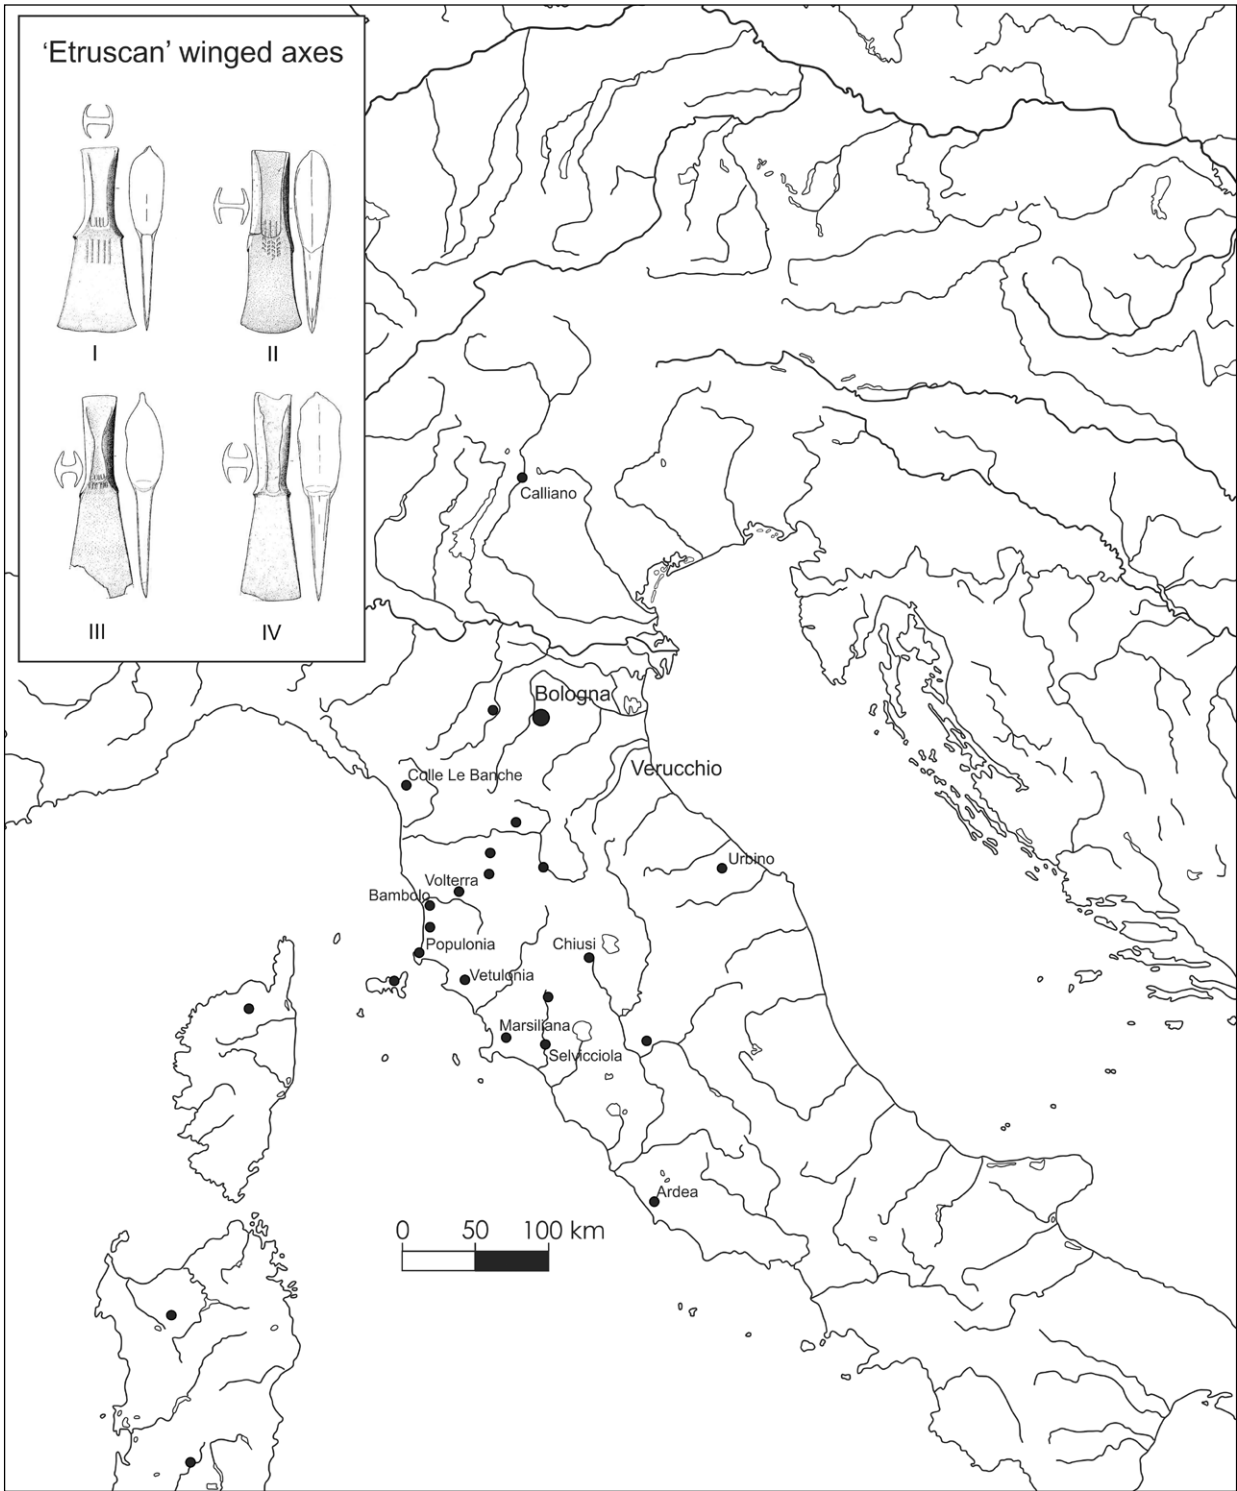 ‘Etruscan’ winged axes
I
II
III
IV
Calliano
Bologna
Colle Le Banche
Verucchio
Urbino
Volterra
Bambolo
Populonia
Chiusi
Vetulonia
Marsiliana
Selvicciola
Ardea
0 50 100 km